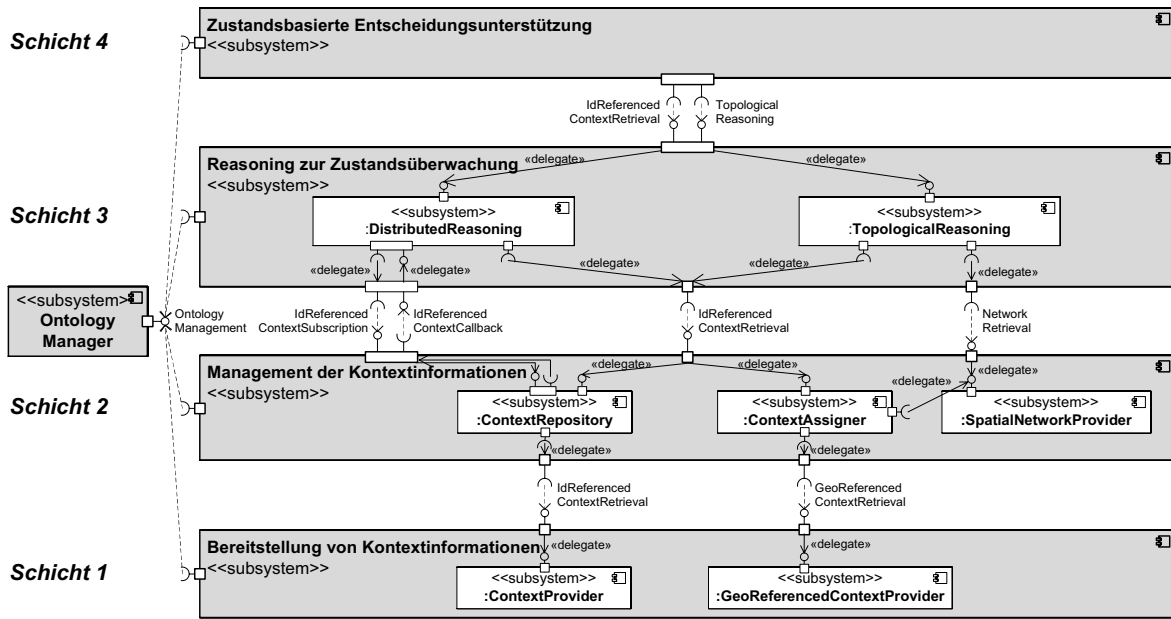 Schicht 4
Zustandsbasierte Entscheidungsunterstützung
<<subsystem>>
IdReferenced
ContextRetrieval
Topological
Reasoning
Schicht 3
Reasoning zur Zustandsüberwachung
<<subsystem>>
«delegate»
«delegate»
<<subsystem>>
:DistributedReasoning
<<subsystem>>
:TopologicalReasoning
«delegate»
«delegate»
«delegate»
«delegate»
«delegate»
<<subsystem>>
Ontology
Manager
Ontology
Management
IdReferenced
ContextSubscription
IdReferenced
ContextCallback
IdReferenced
ContextRetrieval
Network
Retrieval
Schicht 2
Management der Kontextinformationen
<<subsystem>>
«delegate»
«delegate»
«delegate»
«delegate»
<<subsystem>>
:ContextRepository
<<subsystem>>
:ContextAssigner
<<subsystem>>
:SpatialNetworkProvider
«delegate»
«delegate»
IdReferenced
ContextRetrieval
GeoReferenced
ContextRetrieval
Schicht 1
Bereitstellung von Kontextinformationen
<<subsystem>>
«delegate»
«delegate»
<<subsystem>>
:ContextProvider
<<subsystem>>
:GeoReferencedContextProvider